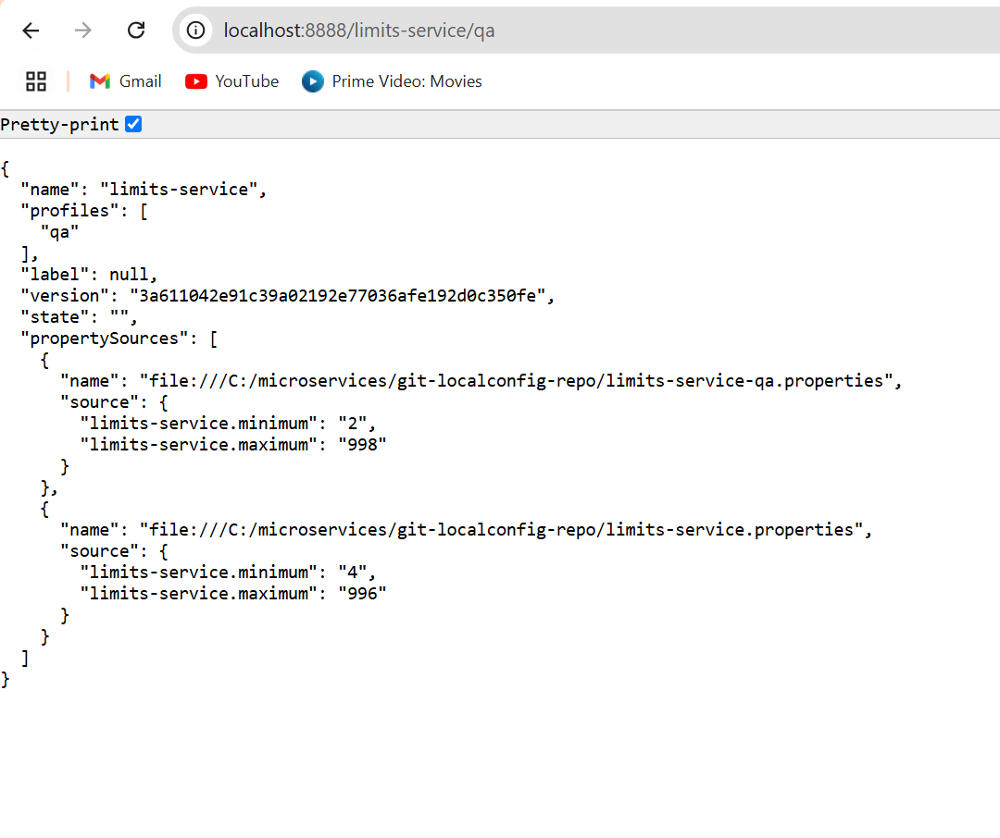 localhost:8888/limits-service/qa
Gmail YouTube Prime Video: Movies
Pretty-print
{
  "name": "limits-service",
  "profiles": [
    "qa"
  ],
  "label": null,
  "version": "3a611042e91c39a02192e77036afe192d0c350fe",
  "state": "",
  "propertySources": [
    {
      "name": "file:///C:/microservices/git-localconfig-repo/limits-service-qa.properties",
      "source": {
        "limits-service.minimum": "2",
        "limits-service.maximum": "998"
      }
    },
    {
      "name": "file:///C:/microservices/git-localconfig-repo/limits-service.properties",
      "source": {
        "limits-service.minimum": "4",
        "limits-service.maximum": "996"
      }
    }
  ]
}